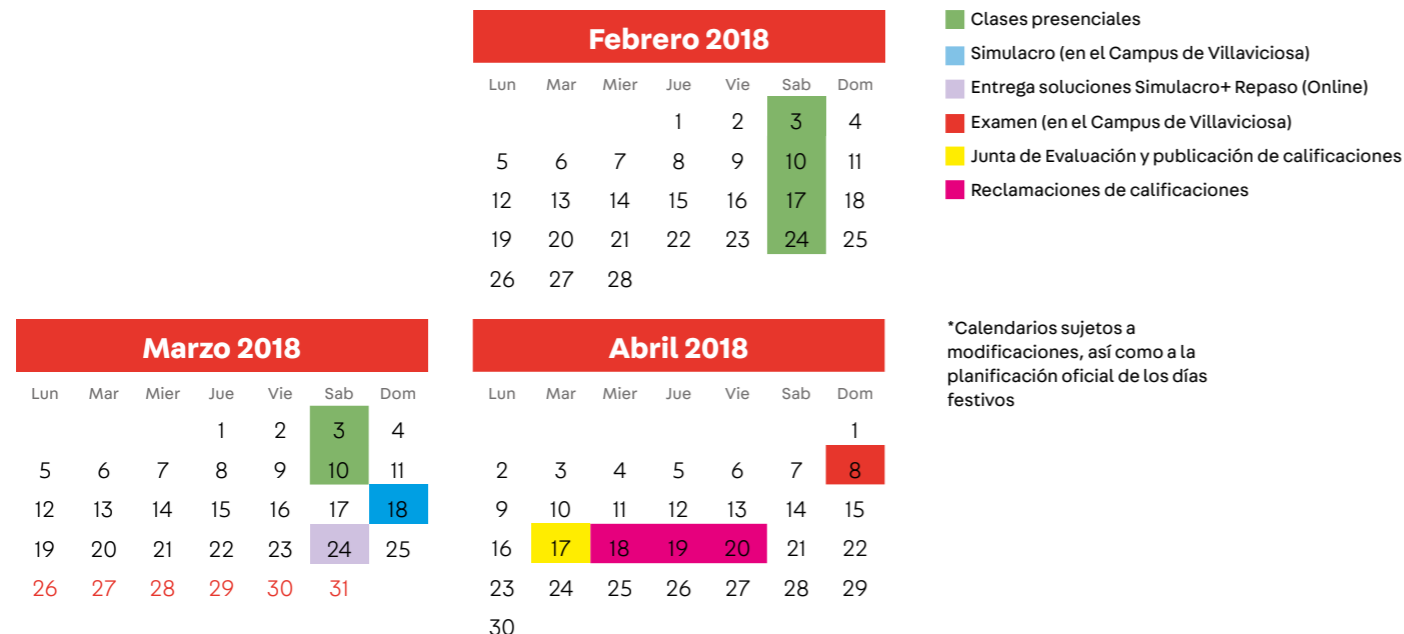 Febrero 2018
Lun Mar Mier Jue Vie Sab Dom
1 2 3 4
5 6 7 8 9 10 11
12 13 14 15 16 17 18
19 20 21 22 23 24 25
26 27 28
Clases presenciales
Simulacro (en el Campus de Villaviciosa)
Entrega soluciones Simulacro+ Repaso (Online)
Examen (en el Campus de Villaviciosa)
Junta de Evaluación y publicación de calificaciones
Reclamaciones de calificaciones
Marzo 2018
Lun Mar Mier Jue Vie Sab Dom
1 2 3 4
5 6 7 8 9 10 11
12 13 14 15 16 17 18
19 20 21 22 23 24 25
26 27 28 29 30 31
Abril 2018
Lun Mar Mier Jue Vie Sab Dom
1
2 3 4 5 6 7 8
9 10 11 12 13 14 15
16 17 18 19 20 21 22
23 24 25 26 27 28 29
30
*Calendarios sujetos a
modificaciones, así como a la
planificación oficial de los días
festivos